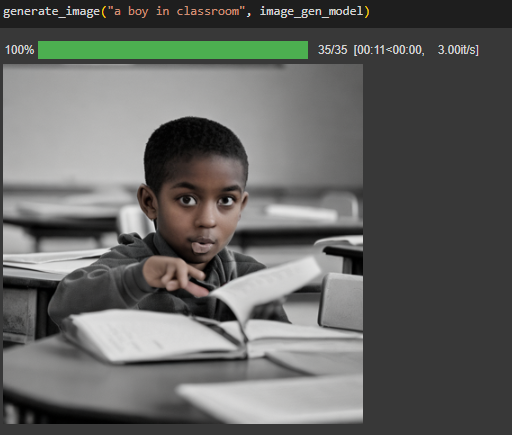 generate_image("a boy in classroom", image_gen_model)
100% 35/35 [00:11<00:00, 3.00it/s]